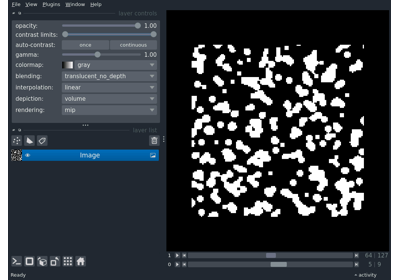 File View Plugins Window Help
layer controls
opacity: 1.00
contrast limits:
auto-contrast: once continuous
gamma: 1.00
colormap: gray
blending: translucent_no_depth
interpolation: linear
depiction: volume
rendering: mip
layer list
Image
1 64 127
0 5 9
Ready activity